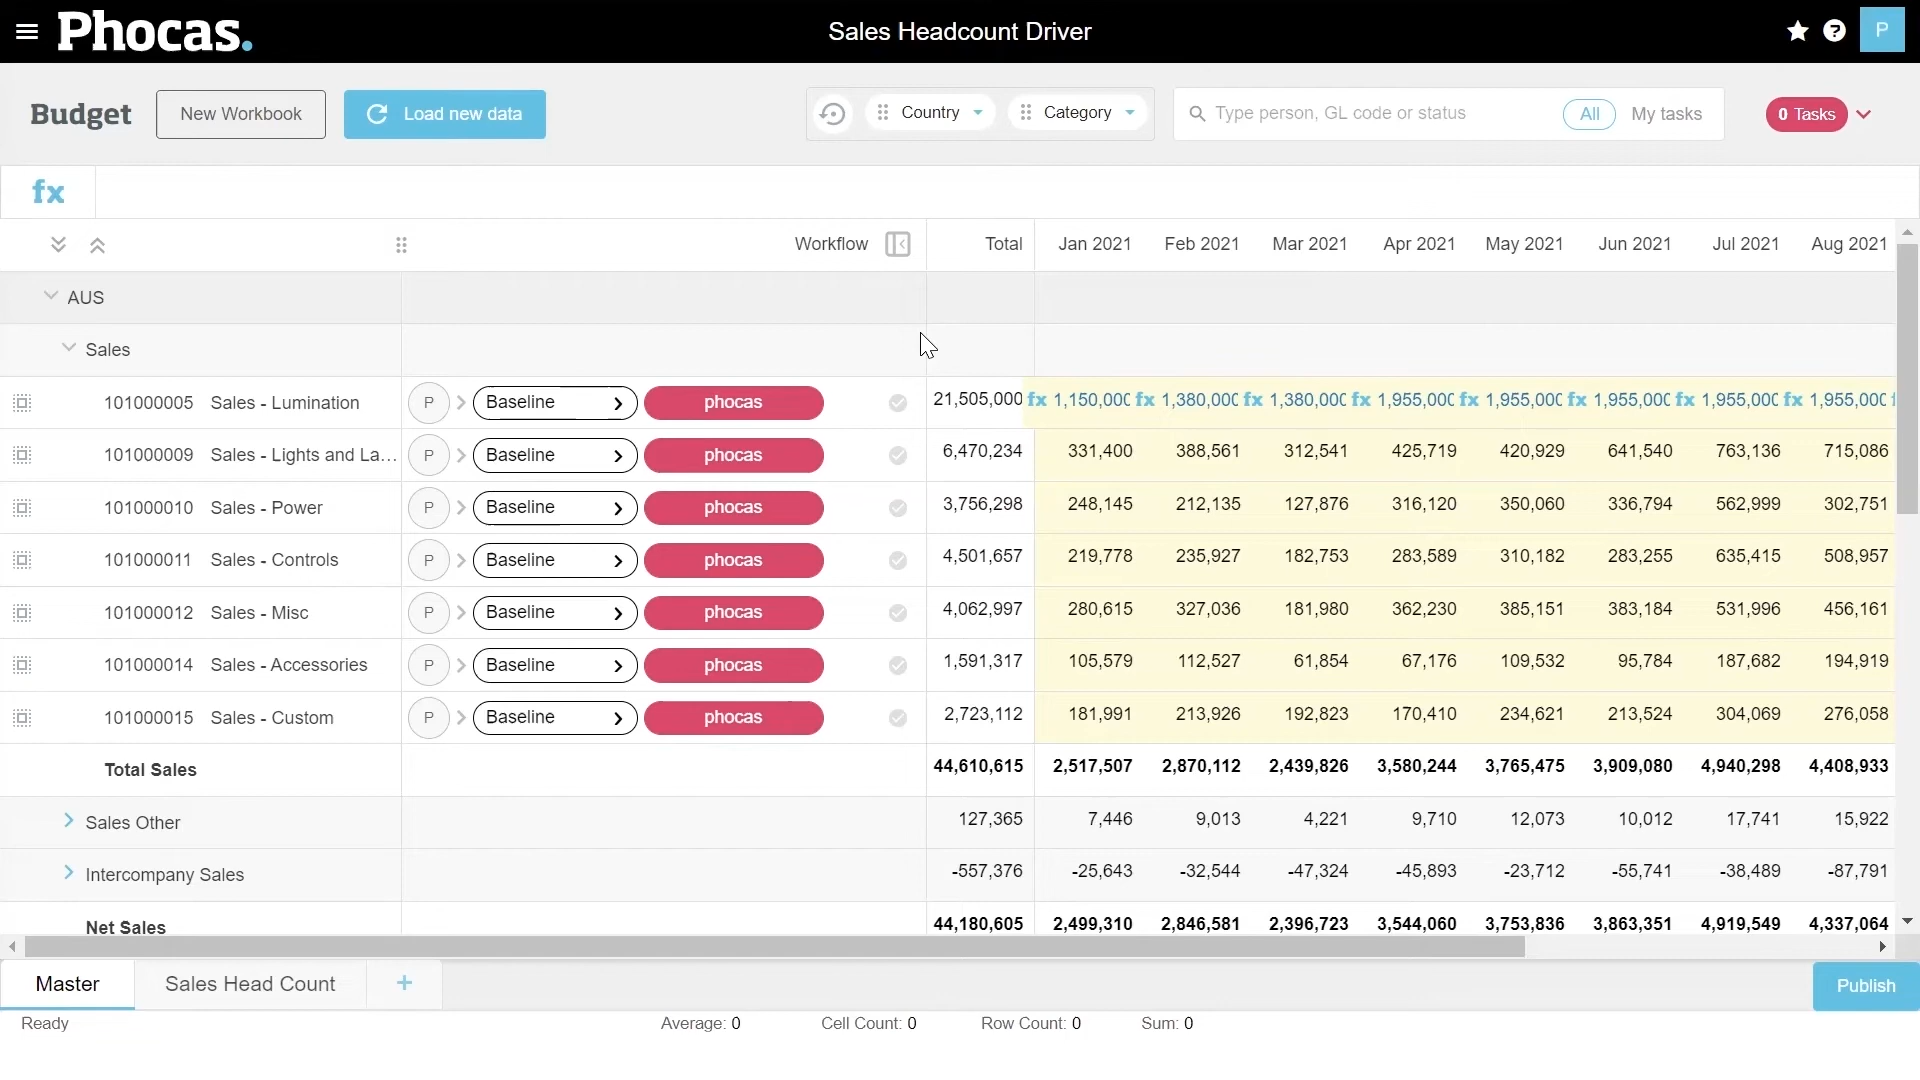 Phocas.
Sales Headcount Driver
? P
Budget New Workbook Load new data Country Category Type person, GL code or status All My tasks 0 Tasks
fx
Workflow Total Jan 2021 Feb 2021 Mar 2021 Apr 2021 May 2021 Jun 2021 Jul 2021 Aug 2021
AUS
Sales
101000005 Sales - Lumination P Baseline phocas 21,505,000 fx 1,150,000 fx 1,380,000 fx 1,380,000 fx 1,955,000 fx 1,955,000 fx 1,955,000 fx 1,955,000 fx 1,955,000
101000009 Sales - Lights and La... P Baseline phocas 6,470,234 331,400 388,561 312,541 425,719 420,929 641,540 763,136 715,086
101000010 Sales - Power P Baseline phocas 3,756,298 248,145 212,135 127,876 316,120 350,060 336,794 562,999 302,751
101000011 Sales - Controls P Baseline phocas 4,501,657 219,778 235,927 182,753 283,589 310,182 283,255 635,415 508,957
101000012 Sales - Misc P Baseline phocas 4,062,997 280,615 327,036 181,980 362,230 385,151 383,184 531,996 456,161
101000014 Sales - Accessories P Baseline phocas 1,591,317 105,579 112,527 61,854 67,176 109,532 95,784 187,682 194,919
101000015 Sales - Custom P Baseline phocas 2,723,112 181,991 213,926 192,823 170,410 234,621 213,524 304,069 276,058
Total Sales 44,610,615 2,517,507 2,870,112 2,439,826 3,580,244 3,765,475 3,909,080 4,940,298 4,408,933
Sales Other 127,365 7,446 9,013 4,221 9,710 12,073 10,012 17,741 15,922
Intercompany Sales -557,376 -25,643 -32,544 -47,324 -45,893 -23,712 -55,741 -38,489 -87,791
Net Sales 44,180,605 2,499,310 2,846,581 2,396,723 3,544,060 3,753,836 3,863,351 4,919,549 4,337,064
Master Sales Head Count + Publish
Ready Average: 0 Cell Count: 0 Row Count: 0 Sum: 0